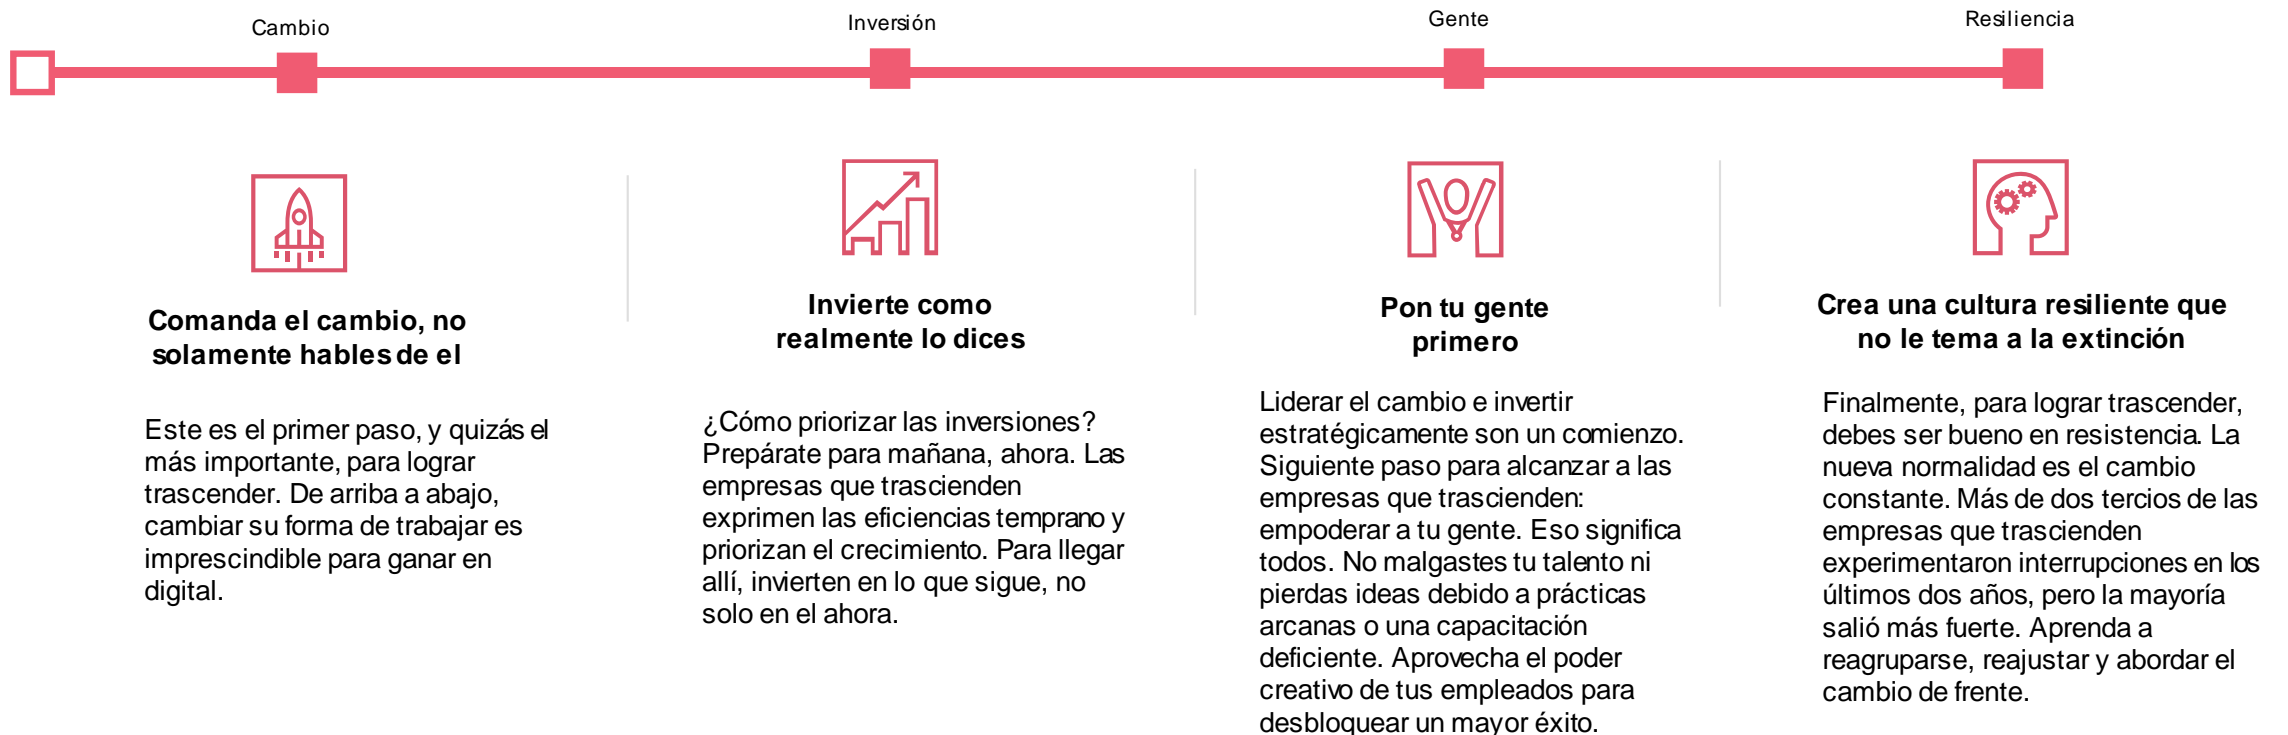 Cambio
Inversión
Gente
Resiliencia
Comanda el cambio, no
solamente hables de el
Este es el primer paso, y quizás el
más importante, para lograr
trascender. De arriba a abajo,
cambiar su forma de trabajar es
imprescindible para ganar en
digital.
Invierte como
realmente lo dices
¿Cómo priorizar las inversiones?
Prepárate para mañana, ahora. Las
empresas que trascienden
exprimen las eficiencias temprano y
priorizan el crecimiento. Para llegar
allí, invierten en lo que sigue, no
solo en el ahora.
Pon tu gente
primero
Liderar el cambio e invertir
estratégicamente son un comienzo.
Siguiente paso para alcanzar a las
empresas que trascienden:
empoderar a tu gente. Eso significa
todos. No malgastes tu talento ni
pierdas ideas debido a prácticas
arcanas o una capacitación
deficiente. Aprovecha el poder
creativo de tus empleados para
desbloquear un mayor éxito.
Crea una cultura resiliente que
no le tema a la extinción
Finalmente, para lograr trascender,
debes ser bueno en resistencia. La
nueva normalidad es el cambio
constante. Más de dos tercios de las
empresas que trascienden
experimentaron interrupciones en los
últimos dos años, pero la mayoría
salió más fuerte. Aprenda a
reagruparse, reajustar y abordar el
cambio de frente.